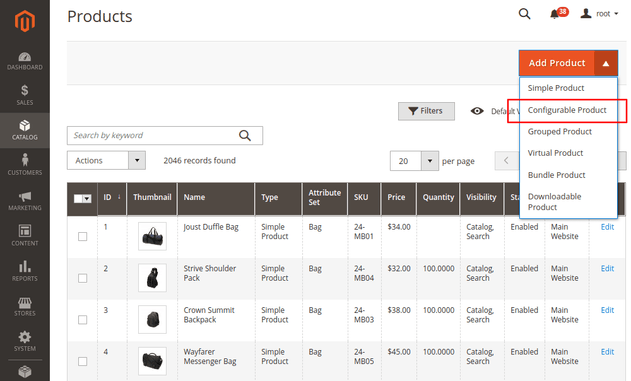 Products
38
root
Add Product
Simple Product
Configurable Product
Grouped Product
Virtual Product
Bundle Product
Downloadable
Product
DASHBOARD
$
SALES
CATALOG
CUSTOMERS
MARKETING
CONTENT
REPORTS
STORES
SYSTEM
Filters
Default V
Search by keyword
Actions
2046 records found
20
per page
ID ↓ Thumbnail Name Type Attribute Set SKU Price Quantity Visibility
1 Joust Duffle Bag Simple Product Bag 24-MB01 $34.00 Catalog, Search Enabled Main Website Edit
2 Strive Shoulder Pack Simple Product Bag 24-MB04 $32.00 100.0000 Catalog, Search Enabled Main Website Edit
3 Crown Summit Backpack Simple Product Bag 24-MB03 $38.00 100.0000 Catalog, Search Enabled Main Website Edit
4 Wayfarer Messenger Bag Simple Product Bag 24-MB05 $45.00 100.0000 Catalog, Search Enabled Main Website Edit